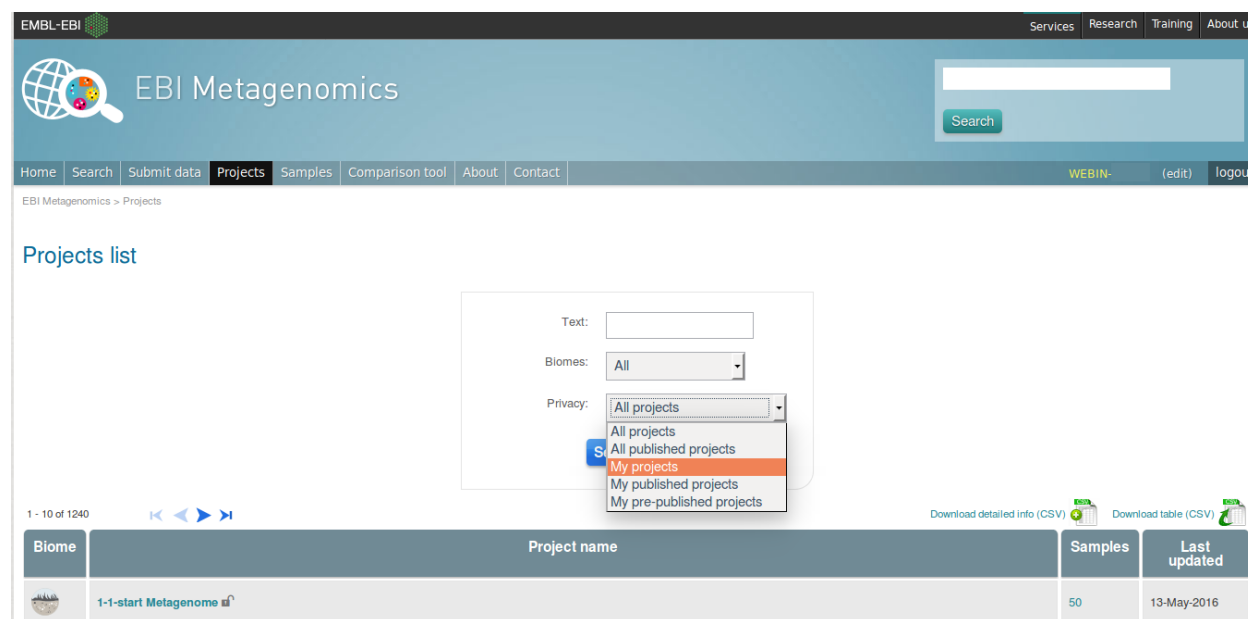 EMBL-EBI
Services Research Training About u
EBI Metagenomics
Search
Home Search Submit data Projects Samples Comparison tool About Contact WEBIN- (edit) logou
EBI Metagenomics > Projects
Projects list
Text:
Biomes: All
Privacy: All projects
All projects
All published projects
My projects
My published projects
My pre-published projects
1 - 10 of 1240
Download detailed info (CSV) CSV Download table (CSV) CSV
Biome Project name Samples Last updated
1-1-start Metagenome 50 13-May-2016